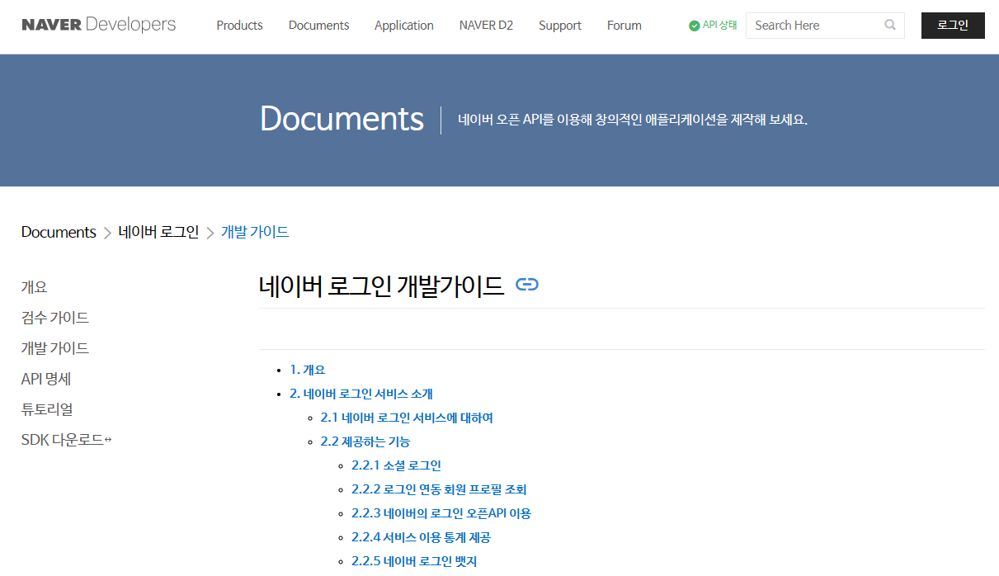 NAVER Developers Products Documents Application NAVER D2 Support Forum API 상태 Search Here 로그인
Documents 네이버 오픈 API를 이용해 창의적인 애플리케이션을 제작해 보세요.
Documents > 네이버 로그인 > 개발 가이드
개요
검수 가이드
개발 가이드
API 명세
튜토리얼
SDK 다운로드↔
네이버 로그인 개발가이드
1. 개요
2. 네이버 로그인 서비스 소개
2.1 네이버 로그인 서비스에 대하여
2.2 제공하는 기능
2.2.1 소셜 로그인
2.2.2 로그인 연동 회원 프로필 조회
2.2.3 네이버의 로그인 오픈API 이용
2.2.4 서비스 이용 통계 제공
2.2.5 네이버 로그인 뱃지